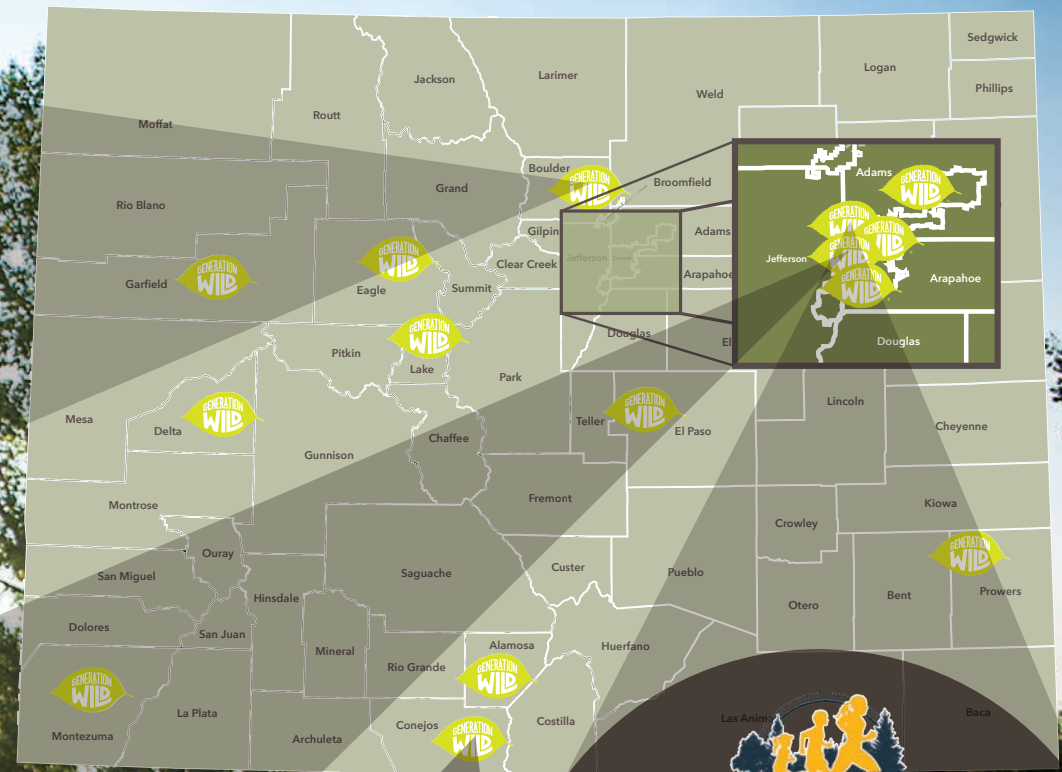 Sedgwick
Logan
Larimer
Jackson
Phillips
Weld
Routt
Moffat
Boulder
GENERATION
WILD
Broomfield
Grand
Rio Blano
Gilpin
Adams
Adams
GENERATION
WILD
GENERATION
WILD
GENERATION
WILD
GENERATION
WILD
GENERATION
WILD
Jefferson
Arapahoe
Douglas
Jefferson
Clear Creek
Arapahoe
GENERATION
WILD
Eagle
Summit
Garfield
GENERATION
WILD
GENERATION
WILD
Lake
Pitkin
Douglas
El
Park
Mesa
Delta
GENERATION
WILD
Gunnison
Chaffee
Teller
GENERATION
WILD
El Paso
Lincoln
Cheyenne
Montrose
Fremont
Kiowa
Crowley
Ouray
GENERATION
WILD
San Miguel
Saguache
Custer
Pueblo
Prowers
Bent
Otero
Hinsdale
Dolores
San Juan
Mineral
Alamosa
Huerfano
Rio Grande
GENERATION
WILD
GENERATION
WILD
Montezuma
La Plata
Archuleta
Conejos
GENERATION
WILD
Costilla
Las Anim
Baca